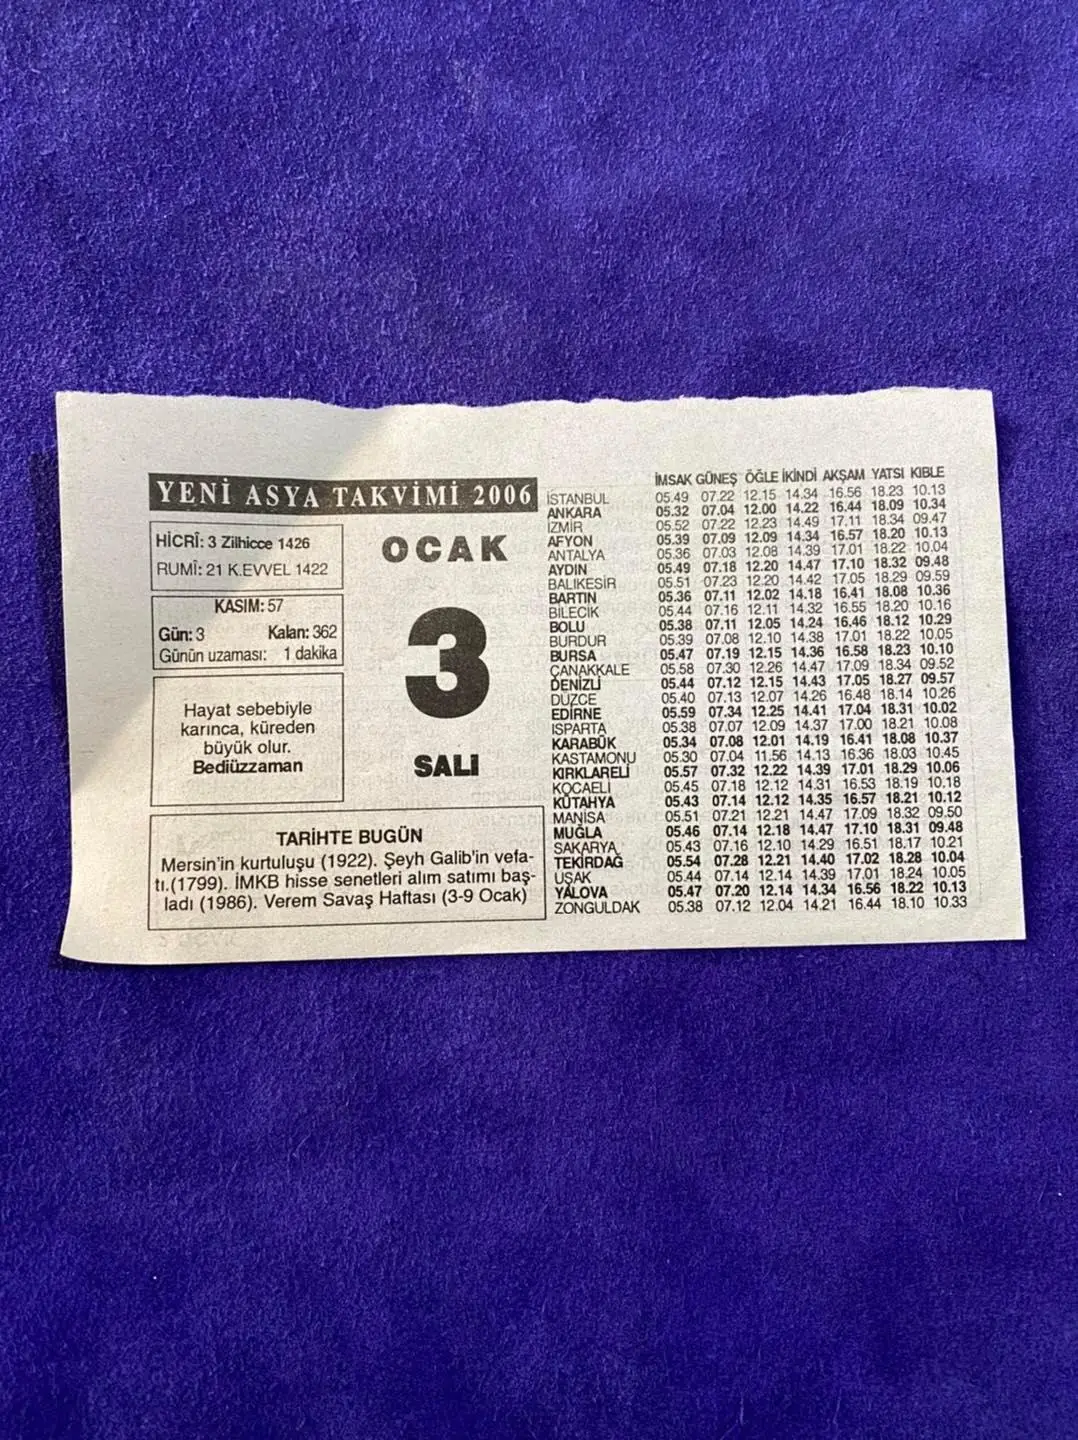 YENİ ASYA TAKVİMİ 2006
HİCRÎ: 3 Zilhicce 1426
RUMÎ: 21 K.EVVEL 1422
KASIM: 57
Gün: 3 Kalan: 362
Günün uzaması: 1 dakika
Hayat sebebiyle
karınca, küreden
büyük olur.
Bediüzzaman
OCAK
3
SALI
TARİHTE BUGÜN
Mersin'in kurtuluşu (1922). Şeyh Galib'in vefa-
tı.(1799). İMKB hisse senetleri alım satımı baş-
ladı (1986). Verem Savaş Haftası (3-9 Ocak)
İMSAK GÜNEŞ ÖĞLE İKİNDİ AKŞAM YATSI KIBLE
İSTANBUL 05.49 07.22 12.15 14.34 16.56 18.23 10.13
ANKARA 05.32 07.04 12.00 14.22 16.44 18.09 10.34
İZMİR 05.52 07.22 12.23 14.49 17.11 18.34 09.47
AFYON 05.39 07.09 12.09 14.34 16.57 18.20 10.13
ANTALYA 05.36 07.03 12.08 14.39 17.01 18.22 10.04
AYDIN 05.49 07.18 12.20 14.47 17.10 18.32 09.48
BALIKESİR 05.51 07.23 12.20 14.42 17.05 18.29 09.59
BARTIN 05.36 07.11 12.02 14.18 16.41 18.08 10.36
BİLECİK 05.44 07.16 12.11 14.32 16.55 18.20 10.16
BOLU 05.38 07.11 12.05 14.24 16.46 18.12 10.29
BURDUR 05.39 07.08 12.10 14.38 17.01 18.22 10.05
BURSA 05.47 07.19 12.15 14.36 16.58 18.23 10.10
ÇANAKKALE 05.58 07.30 12.26 14.47 17.09 18.34 09.52
DENİZLİ 05.44 07.12 12.15 14.43 17.05 18.27 09.57
DÜZCE 05.40 07.13 12.07 14.26 16.48 18.14 10.26
EDİRNE 05.59 07.34 12.25 14.41 17.04 18.31 10.02
ISPARTA 05.38 07.07 12.09 14.37 17.00 18.21 10.08
KARABÜK 05.34 07.08 12.01 14.19 16.41 18.08 10.37
KASTAMONU 05.30 07.04 11.56 14.13 16.36 18.03 10.45
KIRKLARELİ 05.57 07.32 12.22 14.39 17.01 18.29 10.06
KOCAELİ 05.45 07.18 12.12 14.31 16.53 18.19 10.18
KÜTAHYA 05.43 07.14 12.12 14.35 16.57 18.21 10.12
MANİSA 05.51 07.21 12.21 14.47 17.09 18.32 09.50
MUĞLA 05.46 07.14 12.18 14.47 17.10 18.31 09.48
SAKARYA 05.43 07.16 12.10 14.29 16.51 18.17 10.21
TEKİRDAĞ 05.54 07.28 12.21 14.40 17.02 18.28 10.04
UŞAK 05.44 07.14 12.14 14.39 17.01 18.24 10.05
YALOVA 05.47 07.20 12.14 14.34 16.56 18.22 10.13
ZONGULDAK 05.38 07.12 12.04 14.21 16.44 18.10 10.33